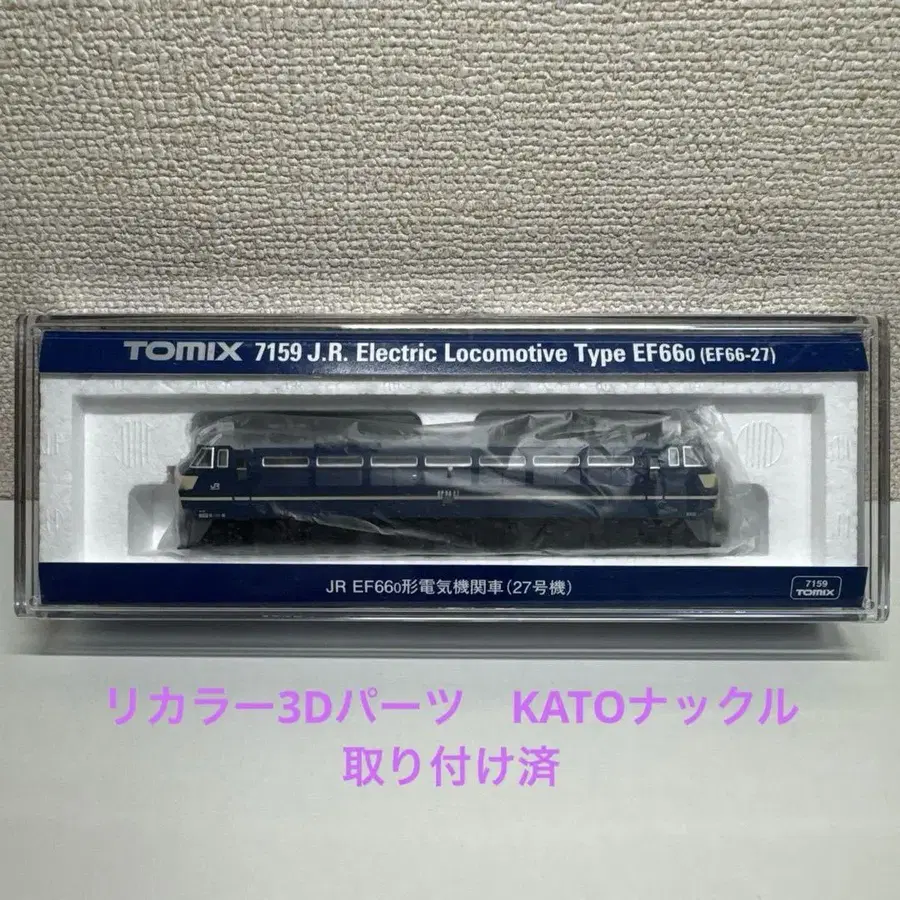 TOMIX 7159 J.R. Electric Locomotive Type EF660 (EF66-27)
JR
JR EF660形電気機関車(27号機)
7159
TOMIX
リカラー3Dパーツ　KATOナックル
取り付け済